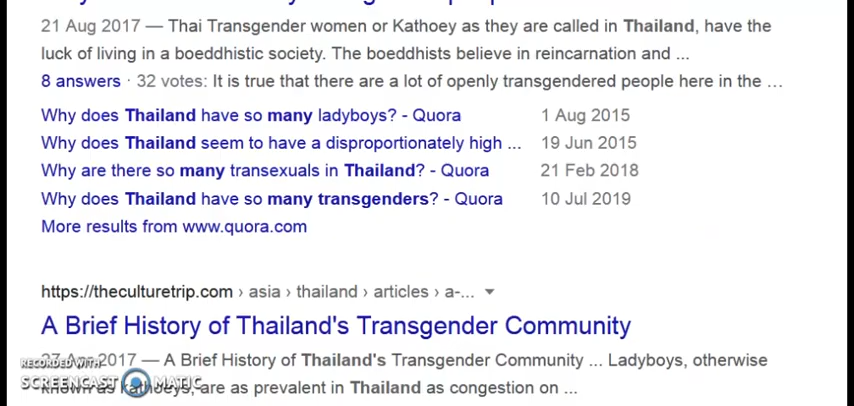 21 Aug 2017 — Thai Transgender women or Kathoey as they are called in Thailand, have the
luck of living in a boeddhistic society. The boeddhists believe in reincarnation and ...
8 answers · 32 votes: It is true that there are a lot of openly transgendered people here in the ...
Why does Thailand have so many ladyboys? - Quora 1 Aug 2015
Why does Thailand seem to have a disproportionately high ... 19 Jun 2015
Why are there so many transexuals in Thailand? - Quora 21 Feb 2018
Why does Thailand have so many transgenders? - Quora 10 Jul 2019
More results from www.quora.com
https://theculturetrip.com › asia › thailand › articles › a-...
A Brief History of Thailand's Transgender Community
27 Apr 2017 — A Brief History of Thailand's Transgender Community ... Ladyboys, otherwise
known as kathoeys, are as prevalent in Thailand as congestion on ...
RECORDED WITH
SCREENCAST MATIC